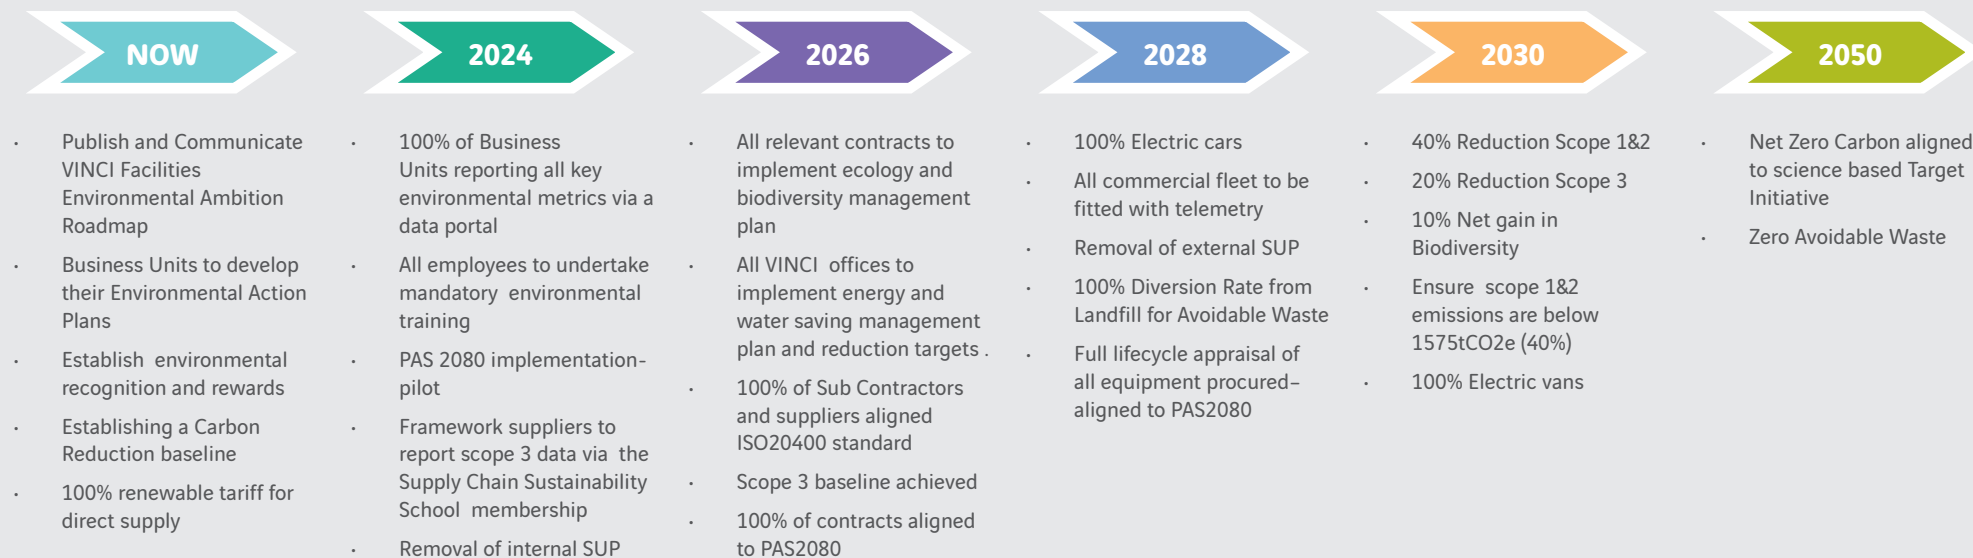 NOW
• Publish and Communicate
VINCI Facilities
Environmental Ambition
Roadmap
• Business Units to develop
their Environmental Action
Plans
• Establish environmental
recognition and rewards
• Establishing a Carbon
Reduction baseline
• 100% renewable tariff for
direct supply
2024
• 100% of Business
Units reporting all key
environmental metrics via a
data portal
• All employees to undertake
mandatory environmental
training
• PAS 2080 implementation-
pilot
• Framework suppliers to
report scope 3 data via the
Supply Chain Sustainability
School membership
• Removal of internal SUP
2026
• All relevant contracts to
implement ecology and
biodiversity management
plan
• All VINCI offices to
implement energy and
water saving management
plan and reduction targets .
• 100% of Sub Contractors
and suppliers aligned
ISO20400 standard
• Scope 3 baseline achieved
• 100% of contracts aligned
to PAS2080
2028
• 100% Electric cars
• All commercial fleet to be
fitted with telemetry
• Removal of external SUP
• 100% Diversion Rate from
Landfill for Avoidable Waste
• Full lifecycle appraisal of
all equipment procured–
aligned to PAS2080
2030
• 40% Reduction Scope 1&2
• 20% Reduction Scope 3
• 10% Net gain in
Biodiversity
• Ensure scope 1&2
emissions are below
1575tCO2e (40%)
• 100% Electric vans
2050
• Net Zero Carbon aligned
to science based Target
Initiative
• Zero Avoidable Waste